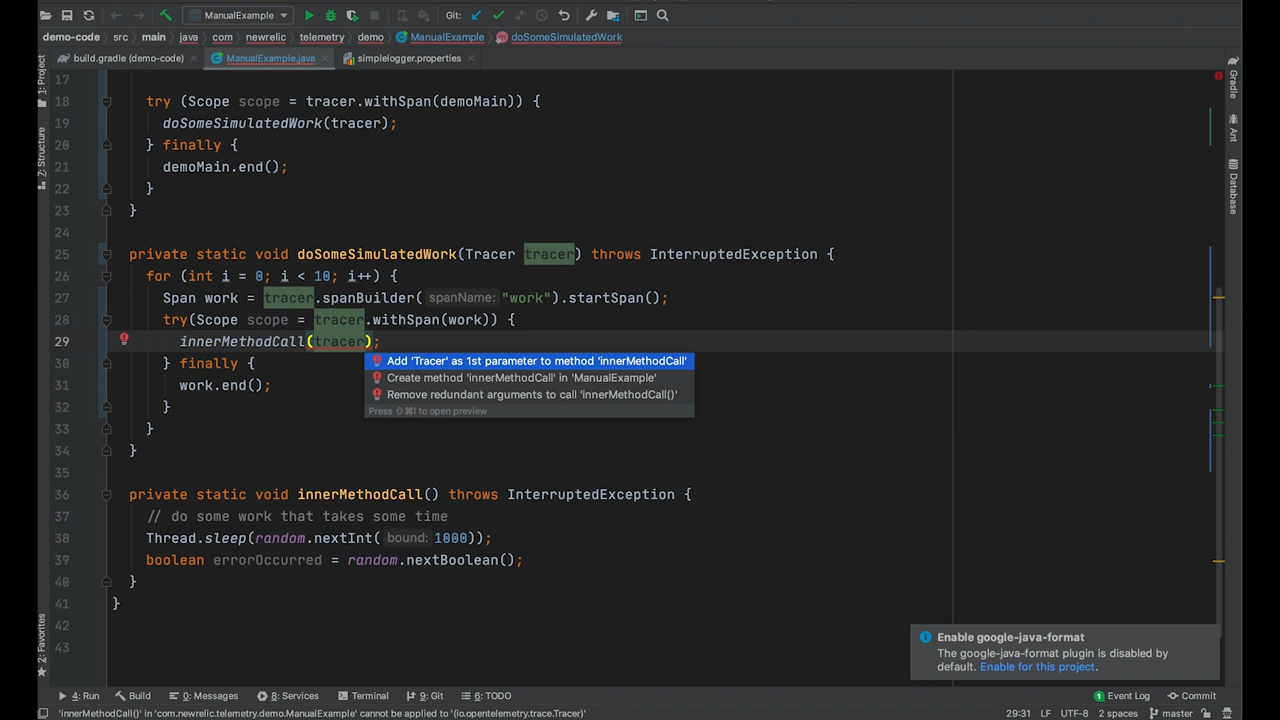 ManualExample
Git:
demo-code
src
main
java
com
newrelic
telemetry
demo
ManualExample
doSomeSimulatedWork
build.gradle (demo-code)
ManualExample.java
simplelogger.properties
1: Project
Z: Structure
2: Favorites
Gradle
Ant
Database
17
18 try (Scope scope = tracer.withSpan(demoMain)) {
19 doSomeSimulatedWork(tracer);
20 } finally {
21 demoMain.end();
22 }
23 }
24
25 private static void doSomeSimulatedWork(Tracer tracer) throws InterruptedException {
26 for (int i = 0; i < 10; i++) {
27 Span work = tracer.spanBuilder( spanName: "work").startSpan();
28 try(Scope scope = tracer.withSpan(work)) {
29 innerMethodCall(tracer);
Add 'Tracer' as 1st parameter to method 'innerMethodCall'
Create method 'innerMethodCall' in 'ManualExample'
Remove redundant arguments to call 'innerMethodCall()'
Press ⇧⌘I to open preview
30 } finally {
31 work.end();
32 }
33 }
34 }
35
36 private static void innerMethodCall() throws InterruptedException {
37 // do some work that takes some time
38 Thread.sleep(random.nextInt( bound: 1000));
39 boolean errorOccurred = random.nextBoolean();
40 }
41 }
42
43
Enable google-java-format
The google-java-format plugin is disabled by
default. Enable for this project.
4: Run
Build
0: Messages
8: Services
Terminal
9: Git
6: TODO
1 Event Log
Commit
'innerMethodCall()' in 'com.newrelic.telemetry.demo.ManualExample' cannot be applied to '(io.opentelemetry.trace.Tracer)'
29:31
LF
UTF-8
2 spaces
master